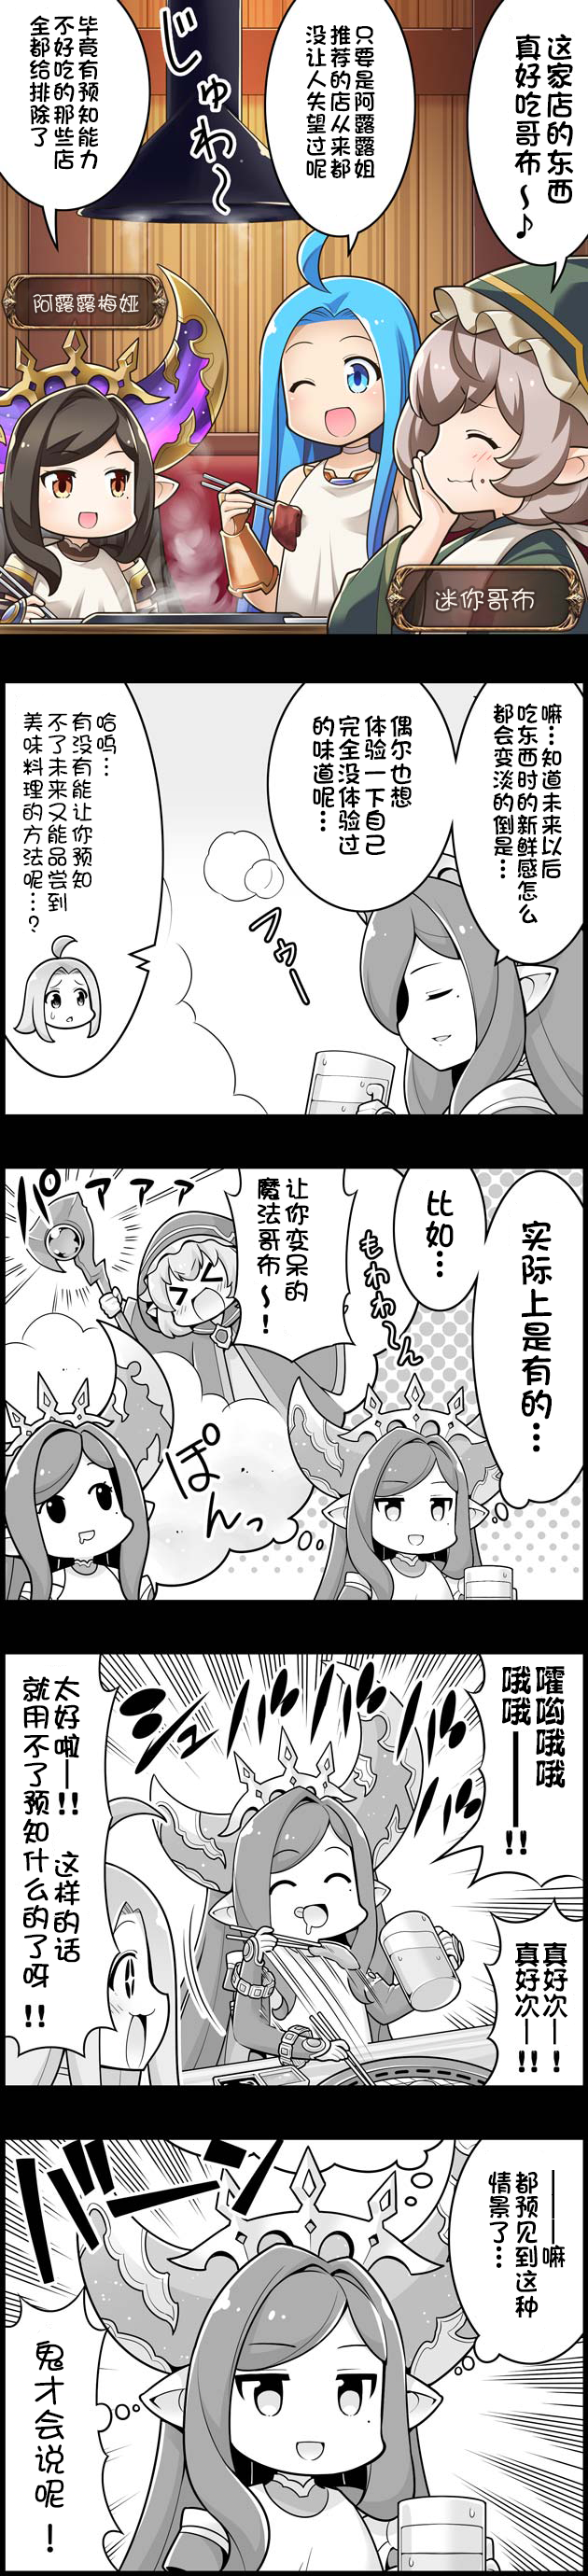 这家店的东西
真好吃哥布～♪
只要是阿露露姐
推荐的店从来都
没让人失望过呢
じゅわ～
毕竟有预知能力
不好吃的那些店
全都给排除了
阿露露梅娅
迷你哥布
嘛…知道未来以后
吃东西时的新鲜感怎么
都会变淡的倒是…
偶尔也想
体验一下自己
完全没体验过
的味道呢…
フゥー
哈呜…
有没有能让你预知
不了未来又能品尝到
美味料理的方法呢…?
实际上是有的…
比如…
もわわ～ん
让你变呆的
魔法哥布～!
パァァァ
ぽんっ
嚯呦哦哦
哦哦——!!
真好次—!
真好次—!!
シュババババ
太好啦—!! 这样的话
就用不了预知什么的了呀!!
———嘛
都预见到这种
情景了…
ドーン
鬼才会说呢!